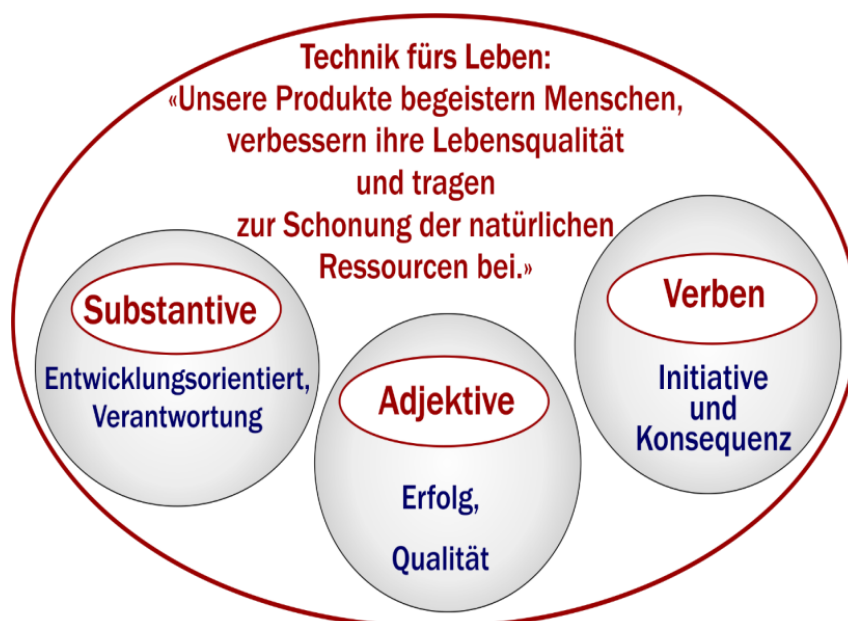 Technik fürs Leben:
«Unsere Produkte begeistern Menschen,
verbessern ihre Lebensqualität
und tragen
zur Schonung der natürlichen
Ressourcen bei.»
Substantive
Entwicklungsorientiert,
Verantwortung
Adjektive
Erfolg,
Qualität
Verben
Initiative
und
Konsequenz